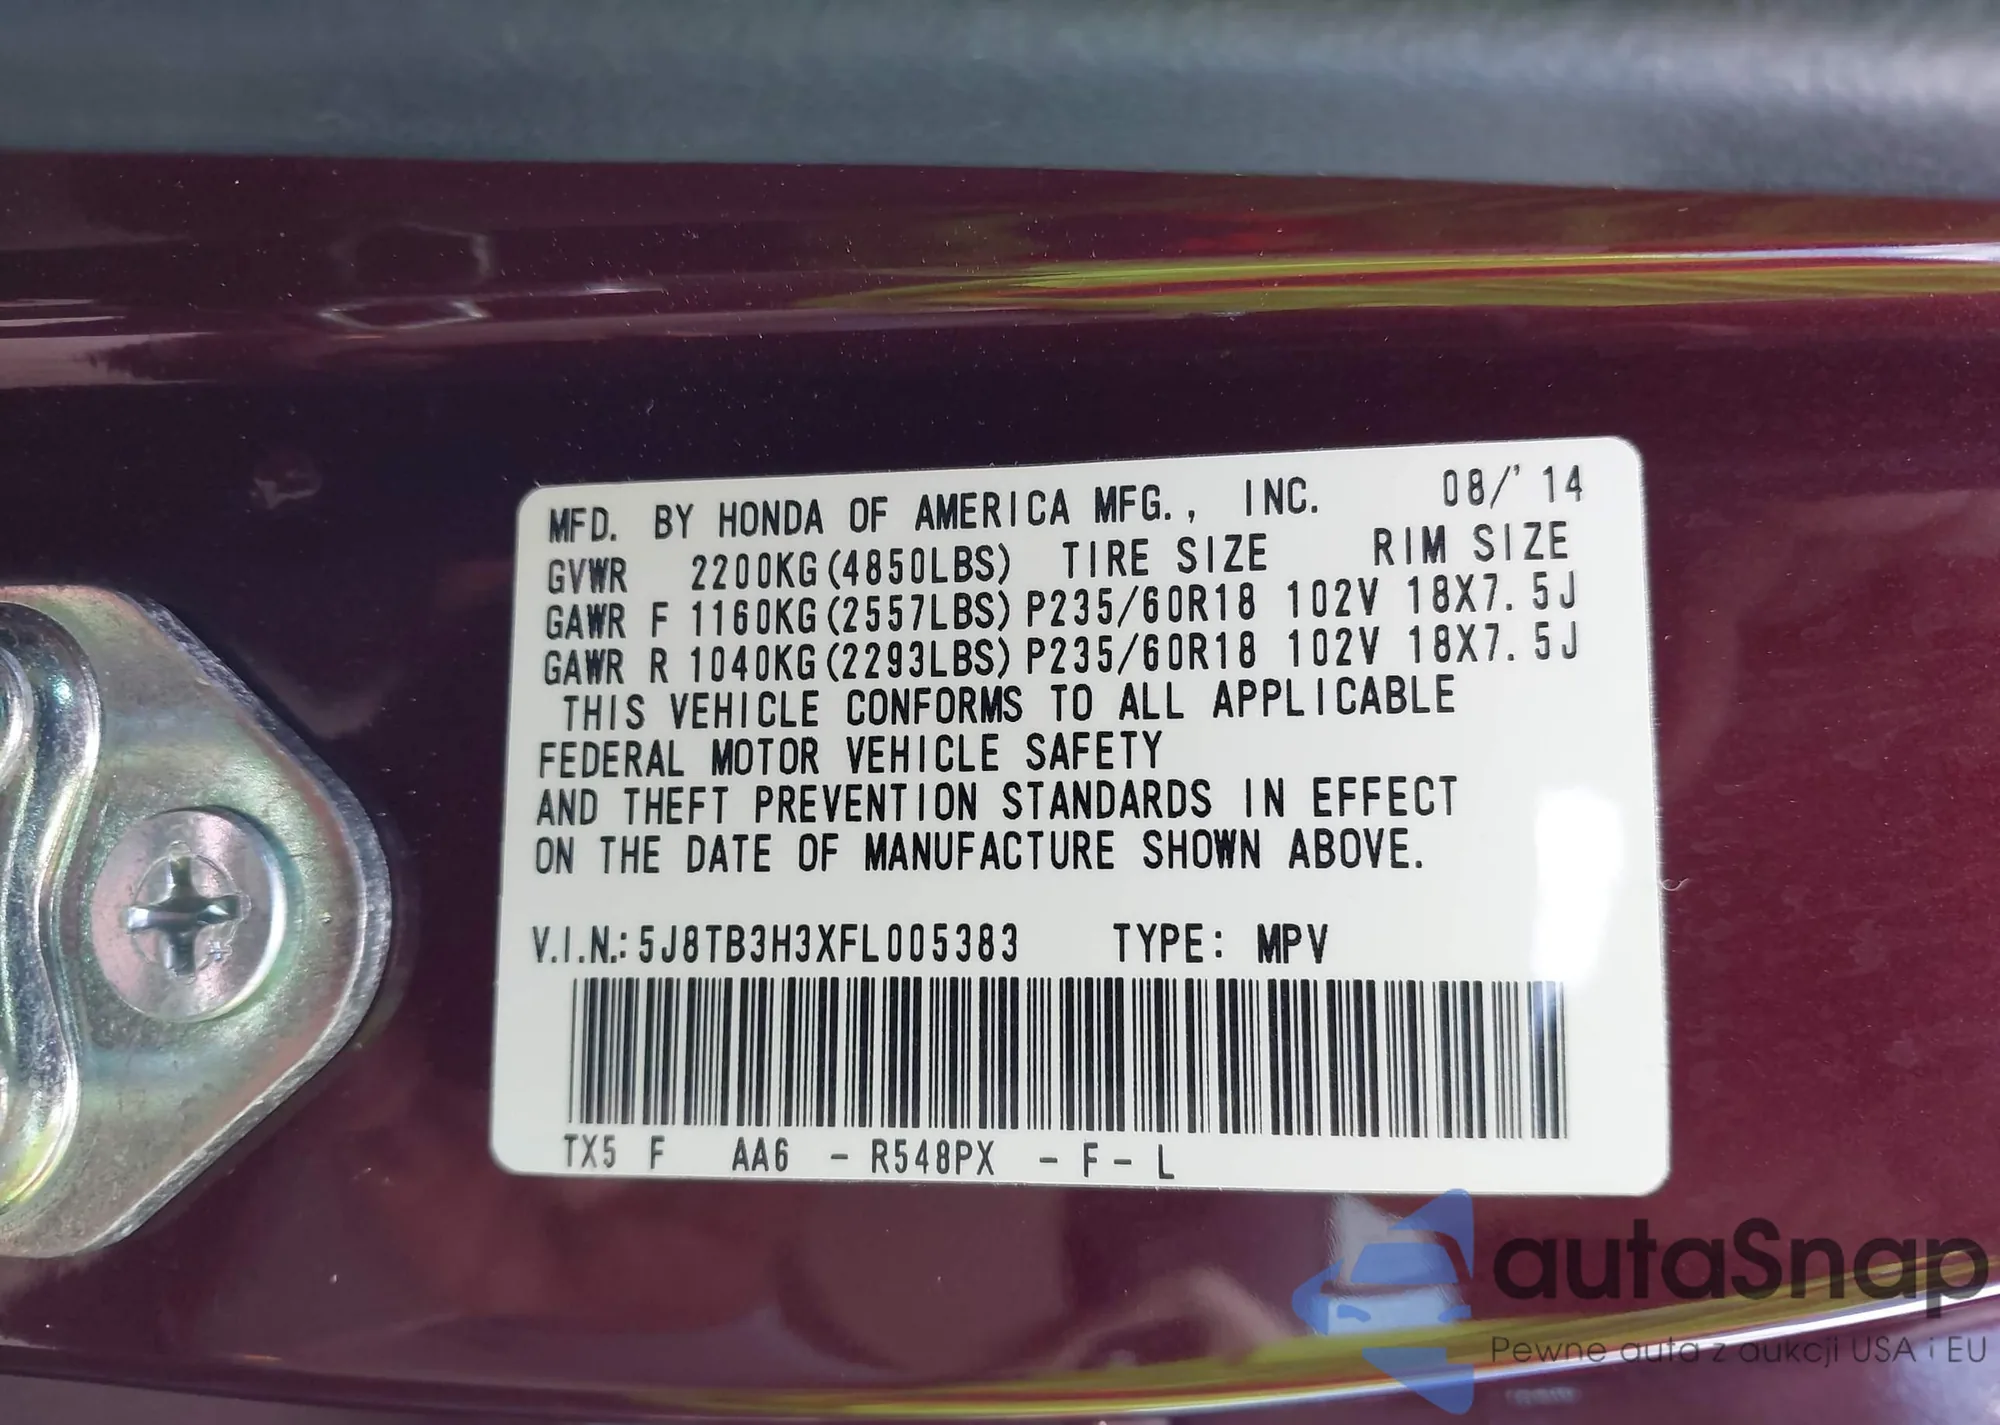 MFD. BY HONDA OF AMERICA MFG., INC. 08/'14
GVWR 2200KG(4850LBS) TIRE SIZE RIM SIZE
GAWR F 1160KG(2557LBS) P235/60R18 102V 18X7.5J
GAWR R 1040KG(2293LBS) P235/60R18 102V 18X7.5J
THIS VEHICLE CONFORMS TO ALL APPLICABLE
FEDERAL MOTOR VEHICLE SAFETY
AND THEFT PREVENTION STANDARDS IN EFFECT
ON THE DATE OF MANUFACTURE SHOWN ABOVE.
V.I.N.: 5J8TB3H3XFL005383 TYPE: MPV
TX5 F AA6 - R548PX - F - L
autaSnap
Pewne auta z aukcji USA i EU